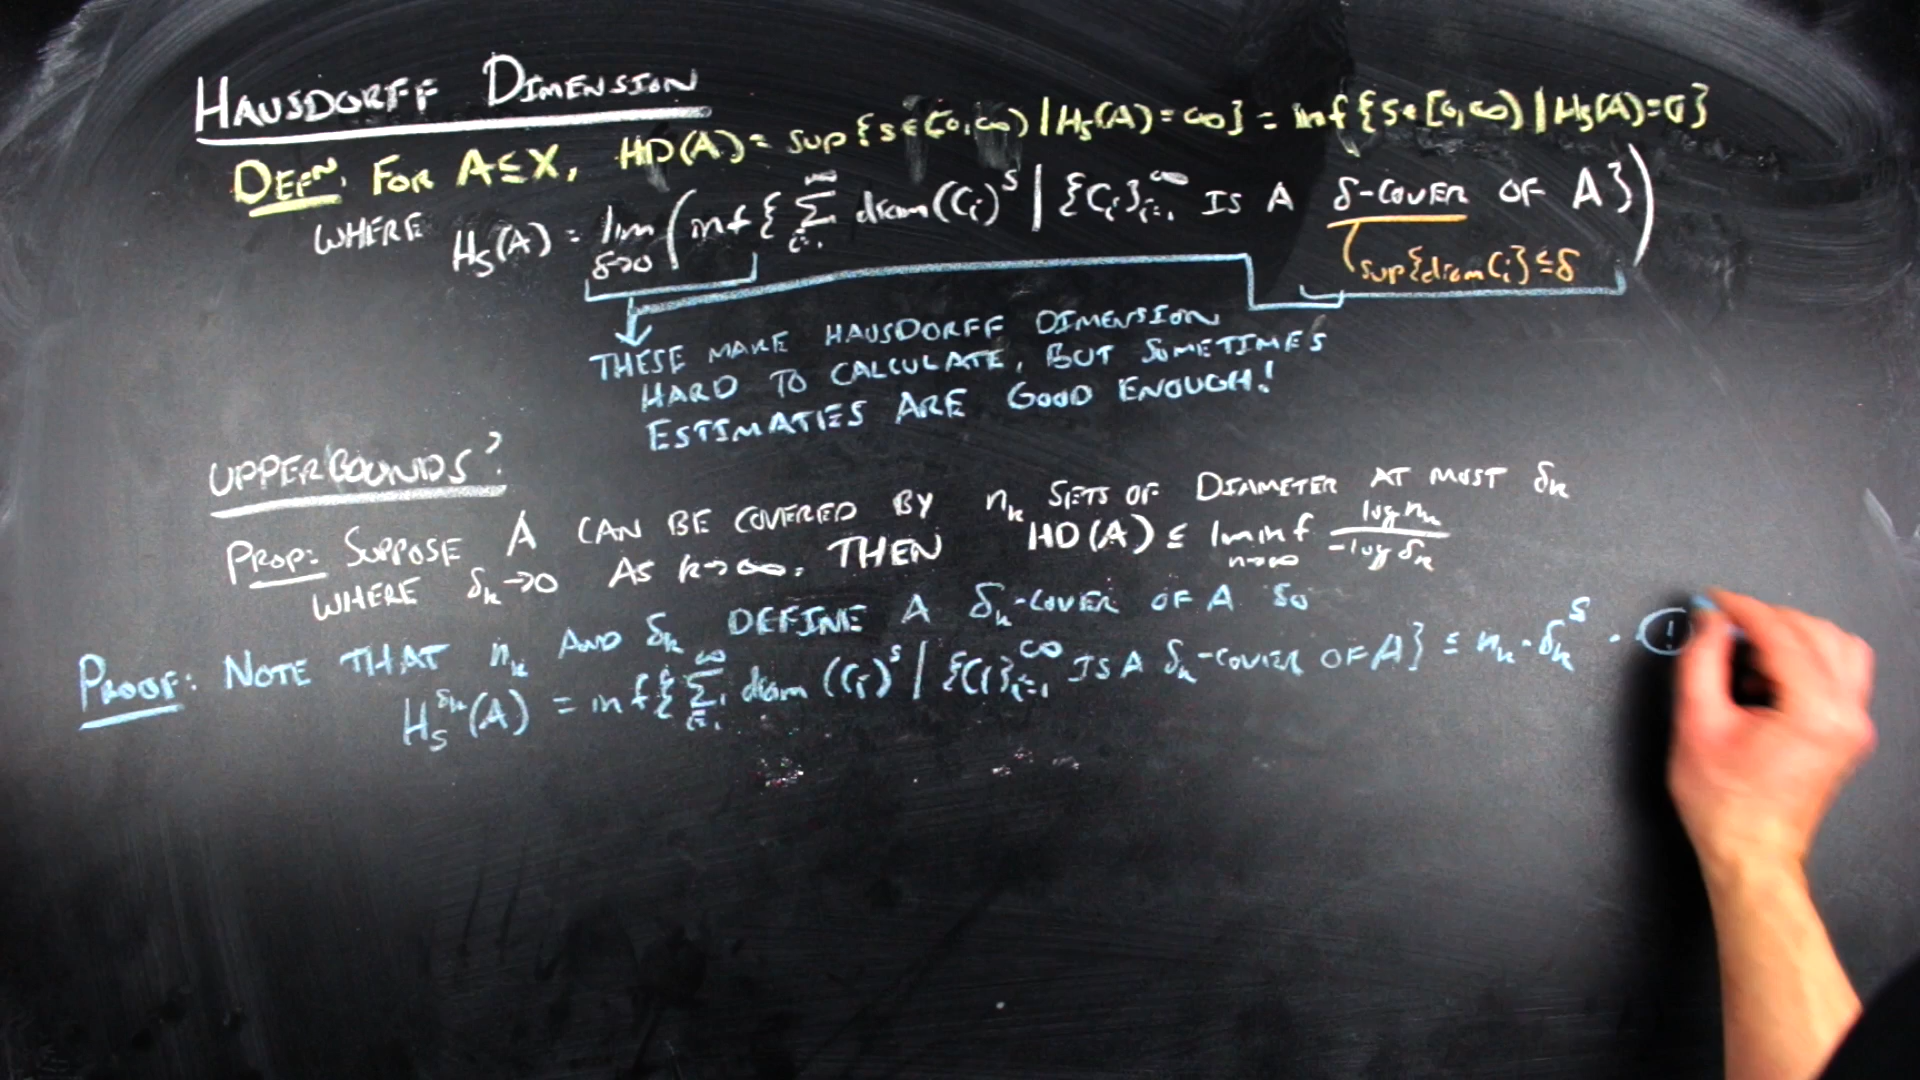 HAUSDORFF DIMENSION
DEFN. FOR A⊆X, HD(A) = sup{s∈[0,∞) | Hₛ(A)=∞} = inf{s∈[0,∞) | Hₛ(A)=0}
WHERE Hₛ(A) = lim_{δ→0} (inf{∑_{i=1}^∞ diam(Cᵢ)^s | {Cᵢ}_{i=1}^∞ IS A δ-COVER OF A})
sup{diam Cᵢ} ≤ δ
THESE MAKE HAUSDORFF DIMENSION
HARD TO CALCULATE, BUT SOMETIMES
ESTIMATIES ARE GOOD ENOUGH!
UPPER BOUNDS?
PROP: SUPPOSE A CAN BE COVERED BY nₖ SETS OF DIAMETER AT MOST δₖ
WHERE δₖ→0 AS k→∞, THEN HD(A) ≤ liminf_{n→∞} log nₖ / -log δₖ
PROOF: NOTE THAT nₖ AND δₖ DEFINE A δₖ-COVER OF A SO
Hₛ^{δₖ}(A) = inf{∑_{i=1}^∞ diam(Cᵢ)^s | {Cᵢ}_{i=1}^∞ IS A δₖ-COVER OF A} ≤ nₖ·δₖ^s · !